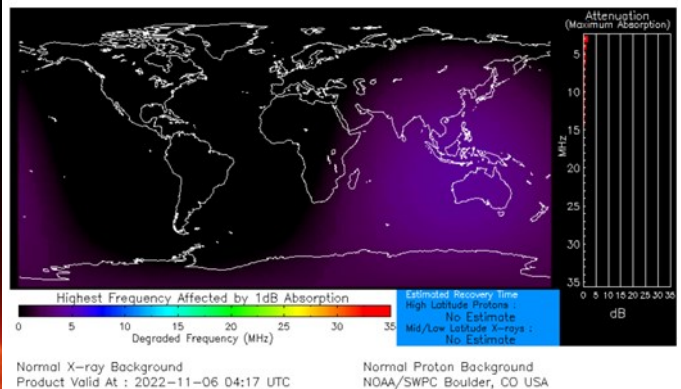 Attenuation
(Maximum Absorption)
5
10
15
20
25
30
35
MHz
0 5 10 15 20 25 30 35
dB
Highest Frequency Affected by 1dB Absorption
0 5 10 15 20 25 30 35
Degraded Frequency (MHz)
Estimated Recovery Time
High Latitude Protons :
No Estimate
Mid/Low Latitude X-rays :
No Estimate
Normal X-ray Background
Product Valid At : 2022-11-06 04:17 UTC
Normal Proton Background
NOAA/SWPC Boulder, CO USA